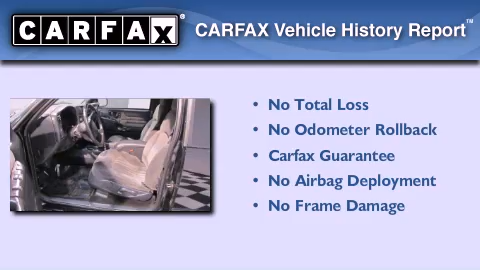 CARFAX®
CARFAX Vehicle History Report™
• No Total Loss
• No Odometer Rollback
• Carfax Guarantee
• No Airbag Deployment
• No Frame Damage